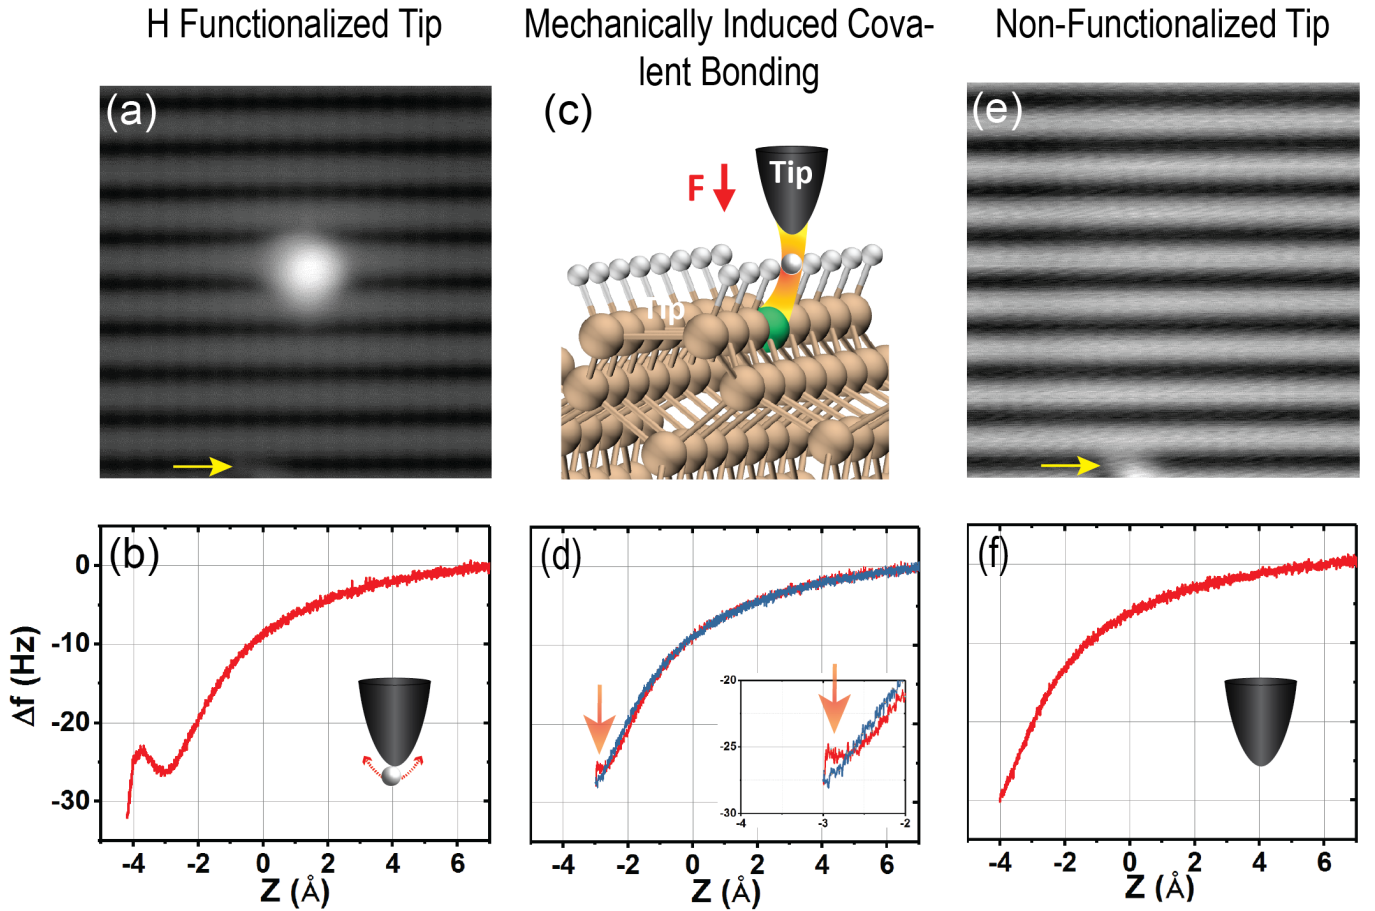 H Functionalized Tip
Mechanically Induced Cova-
lent Bonding
Non-Functionalized Tip
(a)
(c)
(e)
Tip
F
Tip
(b)
(d)
(f)
0
-10
-20
-30
Δf (Hz)
-20
-25
-30
-4
-3
-2
-4
-2
0
2
4
6
Z (Å)
-4
-2
0
2
4
6
Z (Å)
-4
-2
0
2
4
6
Z (Å)